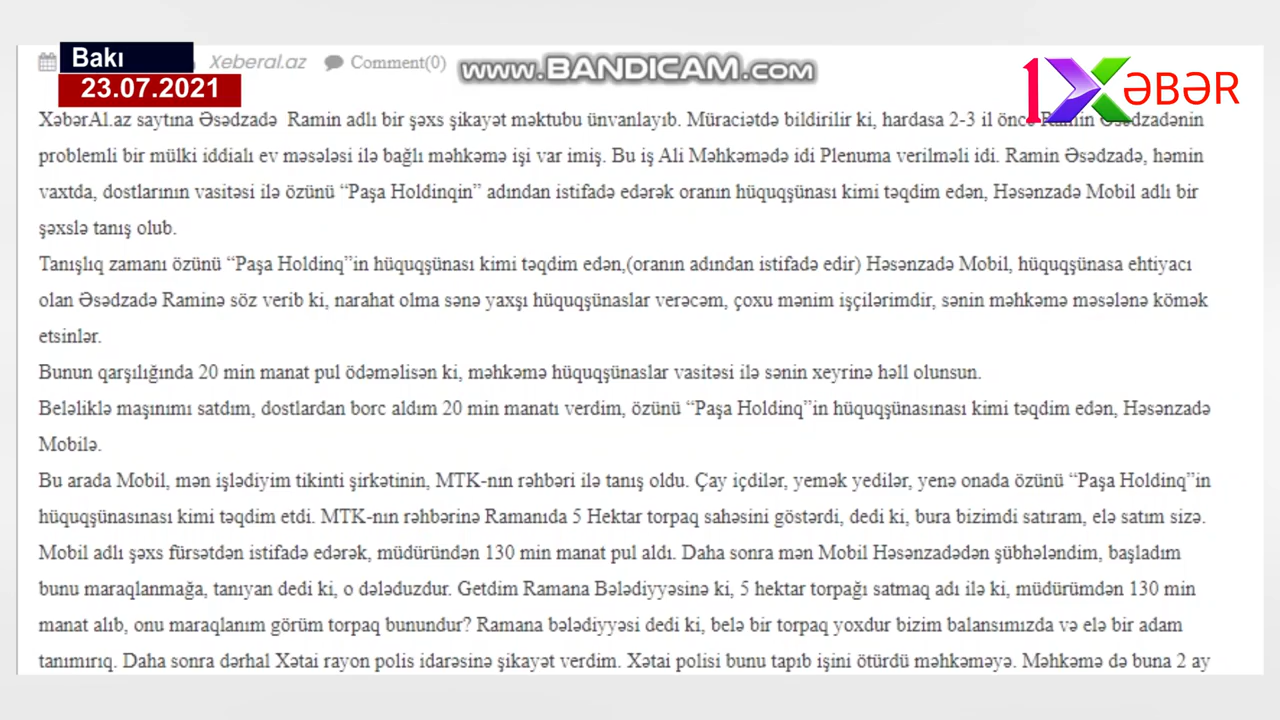 Bakı
23.07.2021
Xeberal.az Comment(0)
www.BANDICAM.com
1XƏBƏR
XəbərAl.az saytına Əsədzadə Ramin adlı bir şəxs şikayət məktubu ünvanlayıb. Müraciətdə bildirilir ki, hardasa 2-3 il öncə Ramin Əsədzadənin
problemli bir mülki iddialı ev məsələsi ilə bağlı məhkəmə işi var imiş. Bu iş Ali Məhkəmədə idi Plenuma verilməli idi. Ramin Əsədzadə, həmin
vaxtda, dostlarının vasitəsi ilə özünü “Paşa Holdinqin” adından istifadə edərək oranın hüquqşünası kimi təqdim edən, Həsənzadə Mobil adlı bir
şəxslə tanış olub.
Tanışlıq zamanı özünü “Paşa Holdinq”in hüquqşünası kimi təqdim edən,(oranın adından istifadə edir) Həsənzadə Mobil, hüquqşünasa ehtiyacı
olan Əsədzadə Raminə söz verib ki, narahat olma sənə yaxşı hüquqşünaslar verəcəm, çoxu mənim işçilərimdir, sənin məhkəmə məsələnə kömək
etsinlər.
Bunun qarşılığında 20 min manat pul ödəməlisən ki, məhkəmə hüquqşünaslar vasitəsi ilə sənin xeyrinə həll olunsun.
Beləliklə maşınımı satdım, dostlardan borc aldım 20 min manatı verdim, özünü “Paşa Holdinq”in hüquqşünasınası kimi təqdim edən, Həsənzadə
Mobilə.
Bu arada Mobil, mən işlədiyim tikinti şirkətinin, MTK-nın rəhbəri ilə tanış oldu. Çay içdilər, yemək yedilər, yenə onada özünü “Paşa Holdinq”in
hüquqşünasınası kimi təqdim etdi. MTK-nın rəhbərinə Ramanıda 5 Hektar torpaq sahəsini göstərdi, dedi ki, bura bizimdi satıram, elə satım sizə.
Mobil adlı şəxs fürsətdən istifadə edərək, müdüründən 130 min manat pul aldı. Daha sonra mən Mobil Həsənzadədən şübhələndim, başladım
bunu maraqlanmağa, tanıyan dedi ki, o dələduzdur. Getdim Ramana Bələdiyyəsinə ki, 5 hektar torpağı satmaq adı ilə ki, müdürümdən 130 min
manat alıb, onu maraqlanım görüm torpaq bunundur? Ramana bələdiyyəsi dedi ki, belə bir torpaq yoxdur bizim balansımızda və elə bir adam
tanımırıq. Daha sonra dərhal Xətai rayon polis idarəsinə şikayət verdim. Xətai polisi bunu tapıb işini ötürdü məhkəməyə. Məhkəmə də buna 2 ay